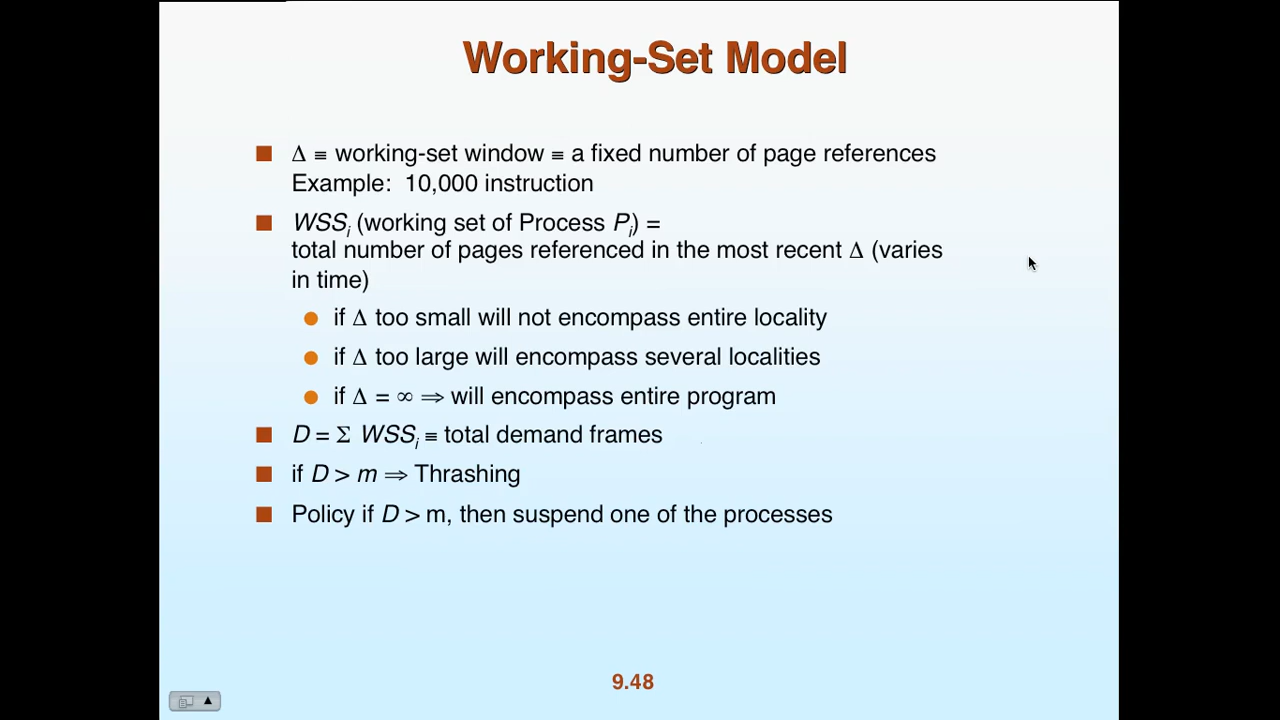 Working-Set Model
Δ ≡ working-set window ≡ a fixed number of page references
Example: 10,000 instruction
WSSi (working set of Process Pi) =
total number of pages referenced in the most recent Δ (varies
in time)
if Δ too small will not encompass entire locality
if Δ too large will encompass several localities
if Δ = ∞ ⇒ will encompass entire program
D = Σ WSSi ≡ total demand frames
if D > m ⇒ Thrashing
Policy if D > m, then suspend one of the processes
9.48